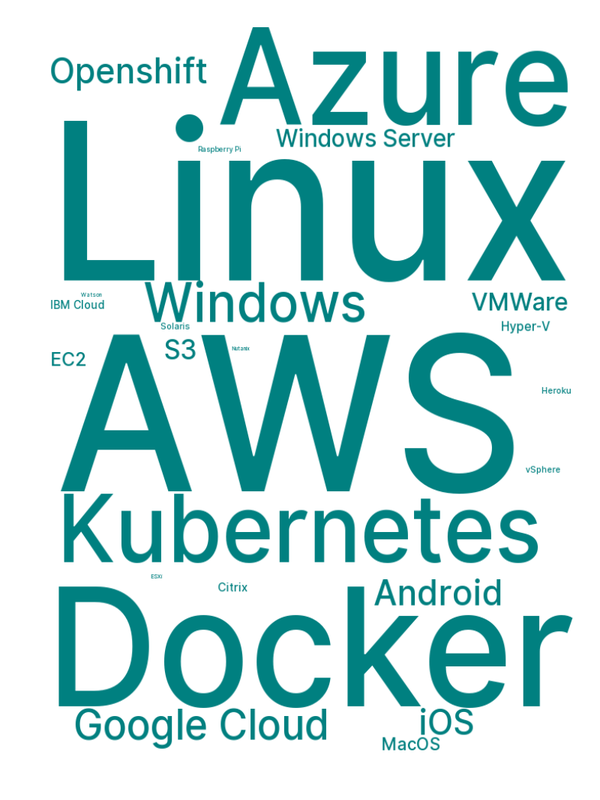 Azure
Openshift
Windows Server
Raspberry Pi
Linux
Watson
IBM Cloud
Windows
VMWare
Solaris
Hyper-V
S3
Nutanix
EC2
AWS
Heroku
vSphere
Kubernetes
ESXi
Citrix
Android
Docker
Google Cloud
iOS
MacOS